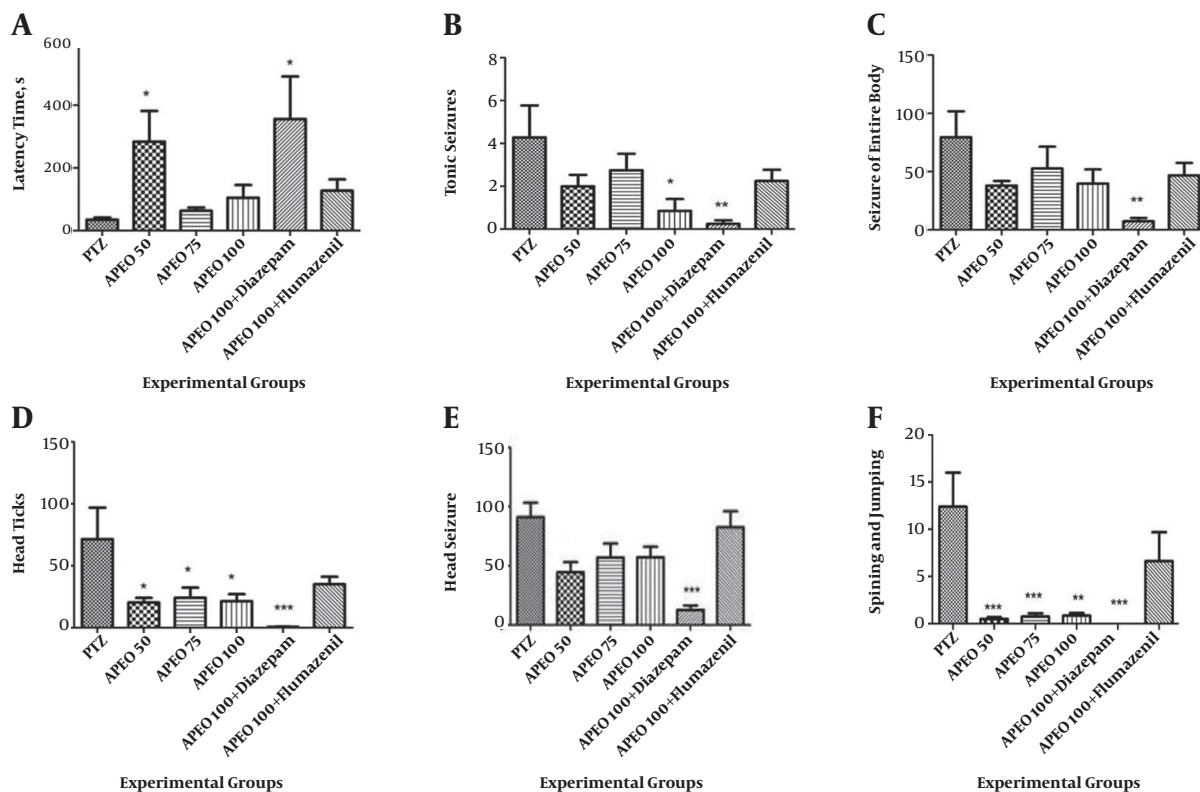 A
Latency Time, s
600
400
200
0
*
*
PTZ
APEO 50
APEO 75
APEO 100
APEO 100+Diazepam
APEO 100+Flumazenil
Experimental Groups
B
Tonic Seizures
8
6
4
2
0
*
**
PTZ
APEO 50
APEO 75
APEO 100
APEO 100+Diazepam
APEO 100+Flumazenil
Experimental Groups
C
Seizure of Entire Body
150
100
50
0
**
PTZ
APEO 50
APEO 75
APEO 100
APEO 100+Diazepam
APEO 100+Flumazenil
Experimental Groups
D
Head Ticks
150
100
50
0
*
*
*
***
PTZ
APEO 50
APEO 75
APEO 100
APEO 100+Diazepam
APEO 100+Flumazenil
Experimental Groups
E
Head Seizure
150
100
50
0
***
PTZ
APEO 50
APEO 75
APEO 100
APEO 100+Diazepam
APEO 100+Flumazenil
Experimental Groups
F
Spining and Jumping
20
15
10
5
0
***
***
**
***
PTZ
APEO 50
APEO 75
APEO 100
APEO 100+Diazepam
APEO 100+Flumazenil
Experimental Groups